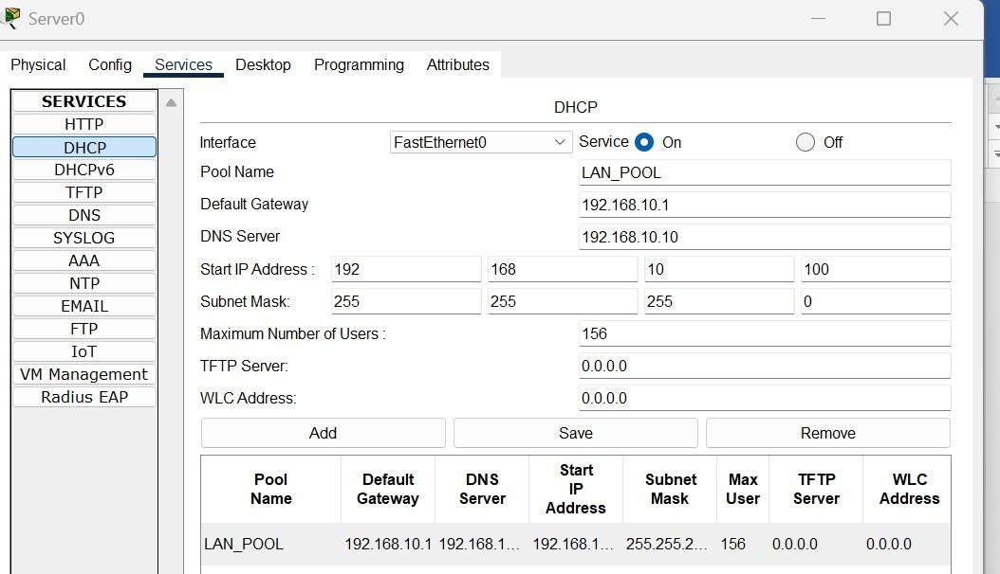 Server0
Physical Config Services Desktop Programming Attributes
SERVICES
HTTP
DHCP
DHCPv6
TFTP
DNS
SYSLOG
AAA
NTP
EMAIL
FTP
IoT
VM Management
Radius EAP
DHCP
Interface FastEthernet0 Service On Off
Pool Name LAN_POOL
Default Gateway 192.168.10.1
DNS Server 192.168.10.10
Start IP Address : 192 168 10 100
Subnet Mask: 255 255 255 0
Maximum Number of Users : 156
TFTP Server: 0.0.0.0
WLC Address: 0.0.0.0
Add Save Remove
Pool Name Default Gateway DNS Server Start IP Address Subnet Mask Max User TFTP Server WLC Address
LAN_POOL 192.168.10.1 192.168.1... 192.168.1... 255.255.2... 156 0.0.0.0 0.0.0.0